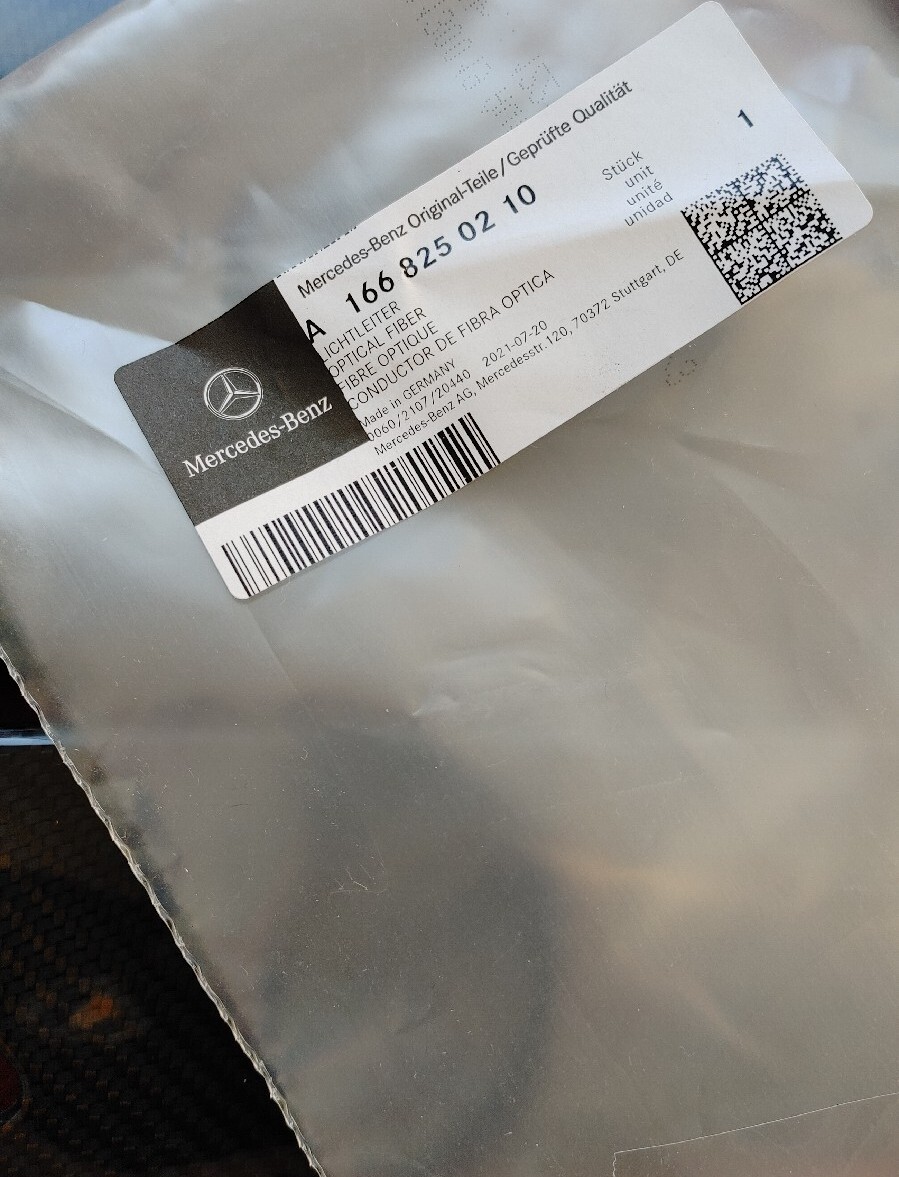 Mercedes-Benz Original-Teile/Geprüfte Qualität
A 166 825 02 10
LICHTLEITER
OPTICAL FIBER
FIBRE OPTIQUE
CONDUCTOR DE FIBRA OPTICA
Made in GERMANY 2021-07-20
0060/2107/20440
Mercedes-Benz AG, Mercedesstr.120, 70372 Stuttgart, DE
Stück
unit
unité
unidad
1
Mercedes-Benz